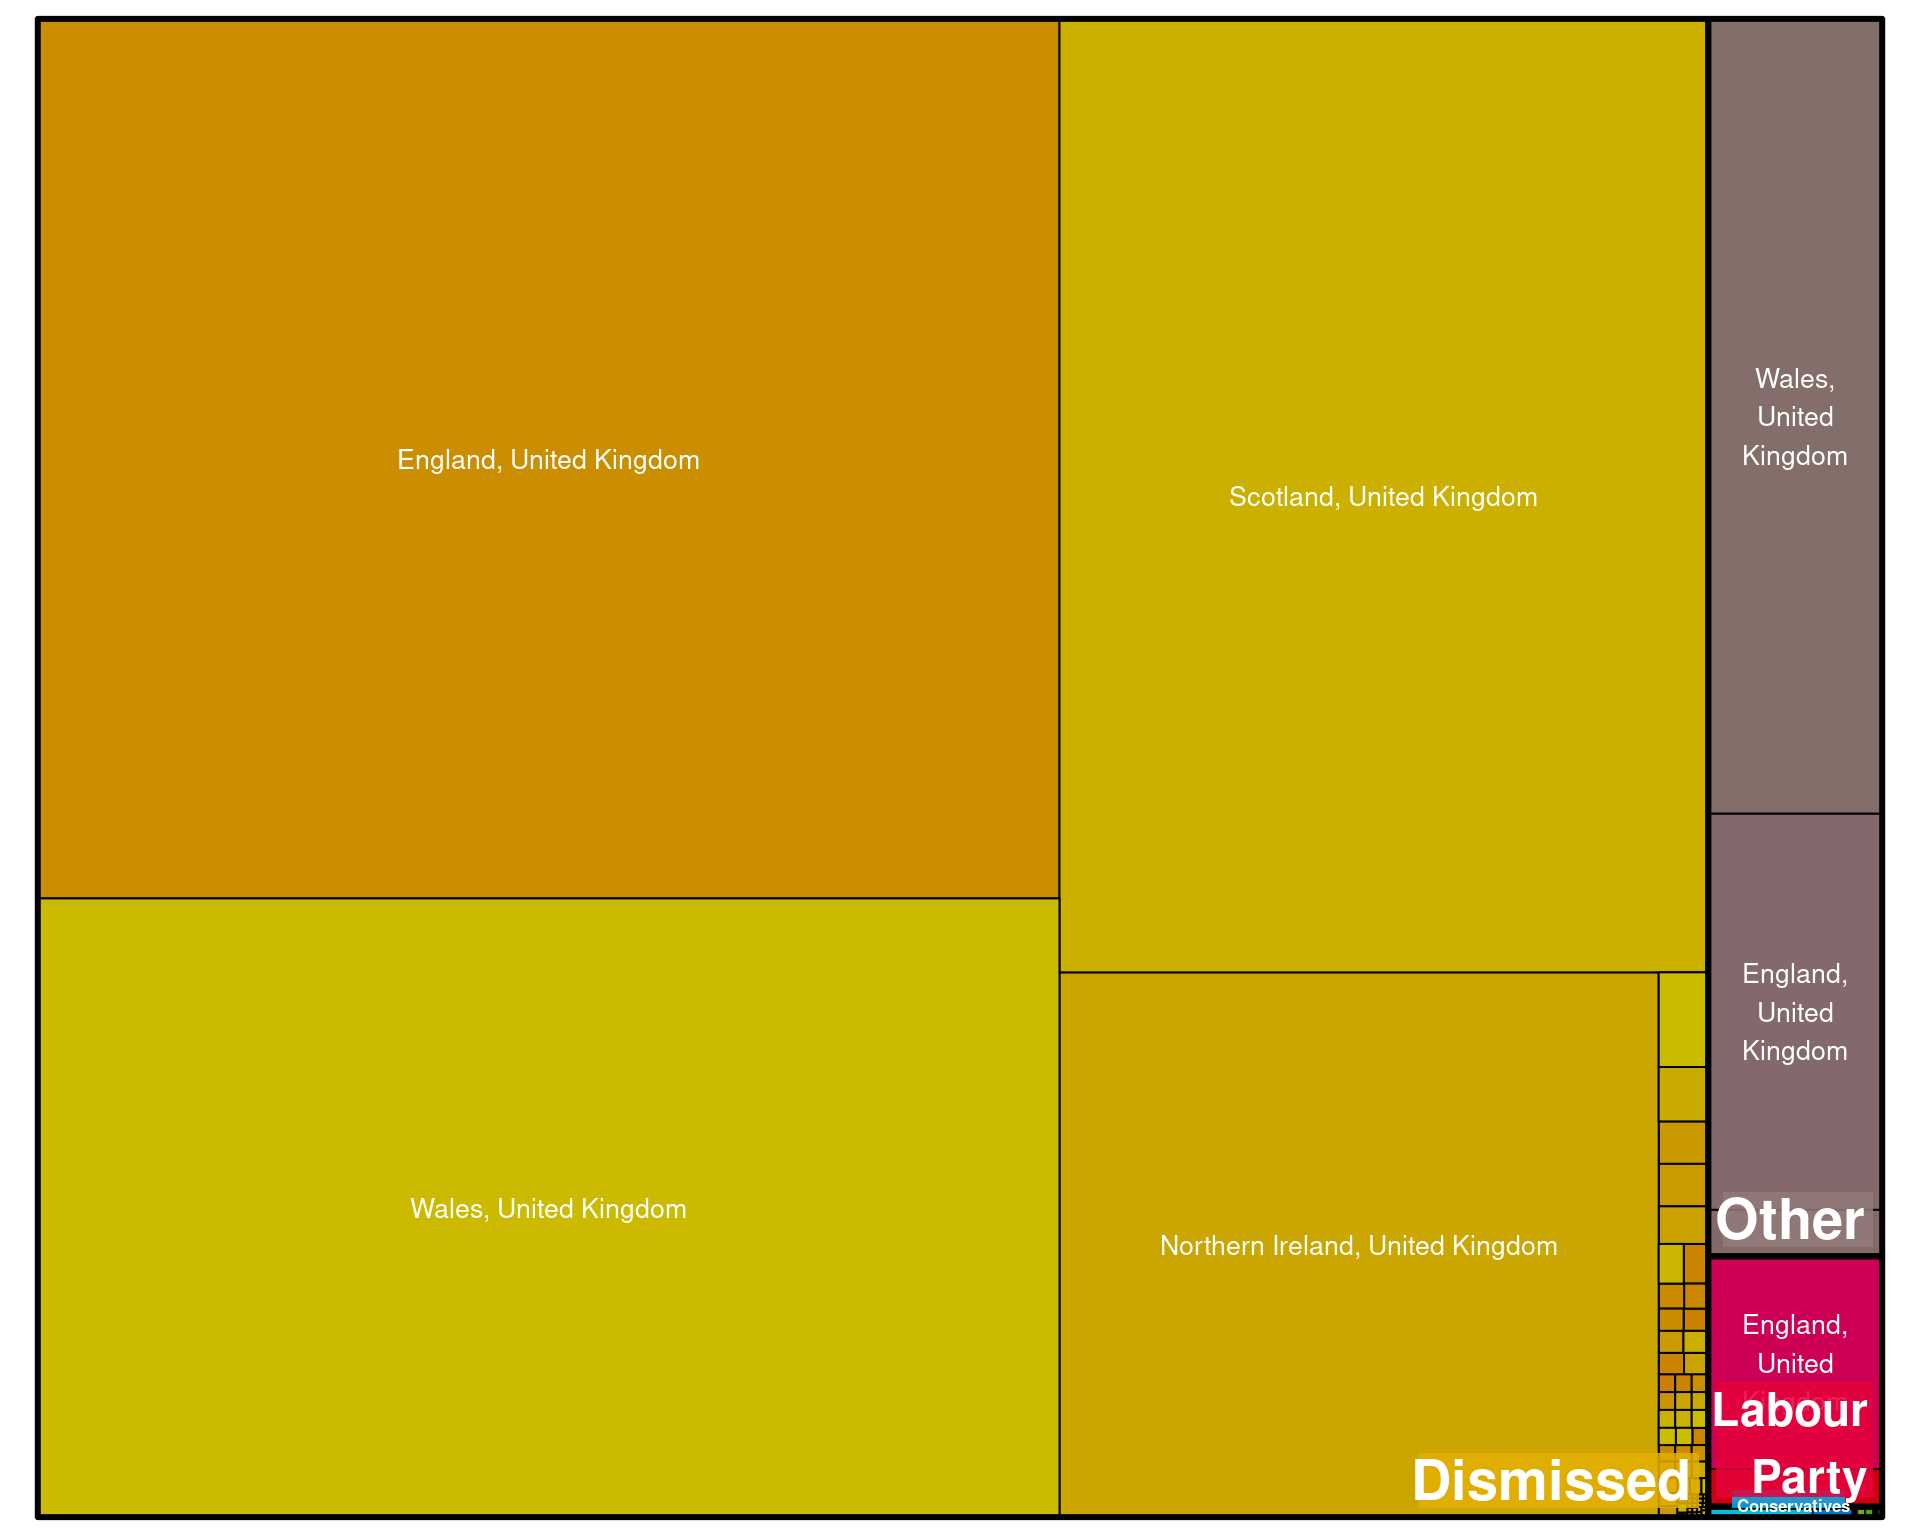 England, United Kingdom
Scotland, United Kingdom
Wales, United Kingdom
Northern Ireland, United Kingdom
Dismissed
Wales,
United
Kingdom
England,
United
Kingdom
Other
England,
United
Kingdom
Labour
Party
Conservatives